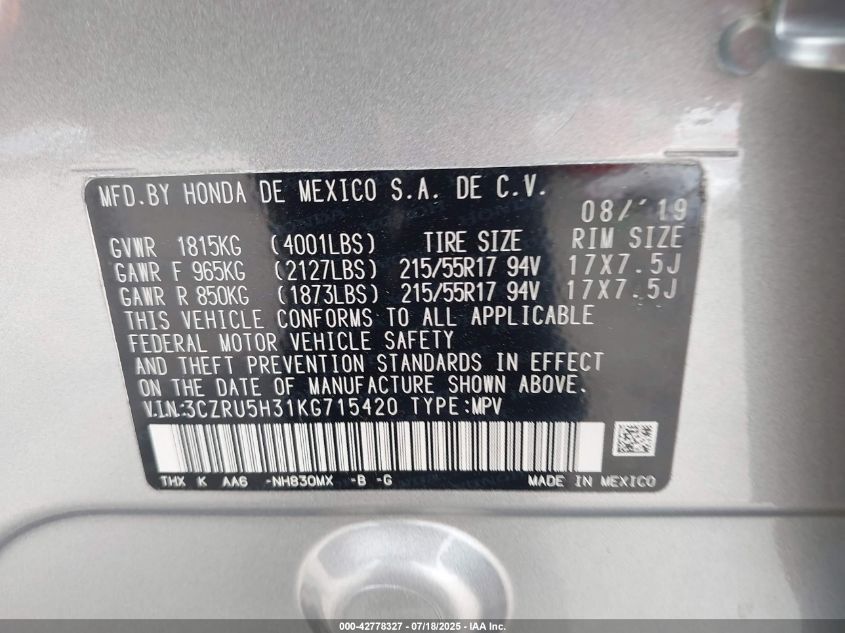 MFD.BY HONDA DE MEXICO S.A. DE C.V.
08/'19
GVWR 1815KG (4001LBS) TIRE SIZE RIM SIZE
GAWR F 965KG (2127LBS) 215/55R17 94V 17X7.5J
GAWR R 850KG (1873LBS) 215/55R17 94V 17X7.5J
THIS VEHICLE CONFORMS TO ALL APPLICABLE
FEDERAL MOTOR VEHICLE SAFETY
AND THEFT PREVENTION STANDARDS IN EFFECT
ON THE DATE OF MANUFACTURE SHOWN ABOVE.
V.I.N:3CZRU5H31KG715420 TYPE:MPV
THX K AA6 -NH830MX -B -G MADE IN MEXICO
000-42778327 - 07/18/2025 - IAA Inc.